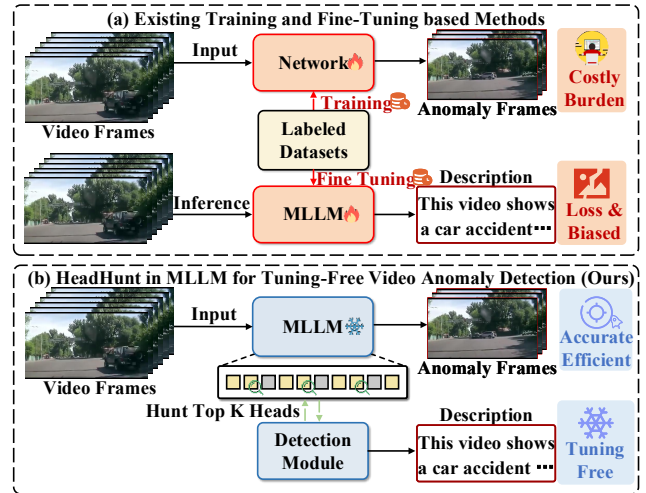 (a) Existing Training and Fine-Tuning based Methods
Input
Network
Costly
Burden
Video Frames
Training
Anomaly Frames
Labeled
Datasets
Fine Tuning
Description
Inference
MLLM
This video shows
a car accident ...
Loss &
Biased
(b) HeadHunt in MLLM for Tuning-Free Video Anomaly Detection (Ours)
Input
MLLM
Accurate
Efficient
Video Frames
Anomaly Frames
Hunt Top K Heads
Description
Detection
Module
This video shows
a car accident ...
Tuning
Free